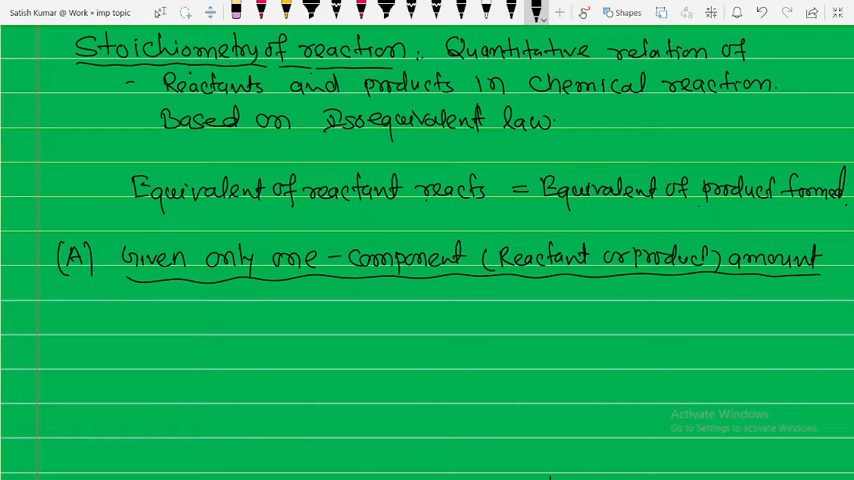 Satish Kumar @ Work » imp topic
Shapes
Stoichiometry of reaction : Quantitative relation of
- Reactants and products in chemical reaction.
Based on Isoequivalent law.
Equivalent of reactant reacts = Equivalent of product formed.
(A) Given only one - component (Reactant or product) amount
Activate Windows
Go to Settings to activate Windows.